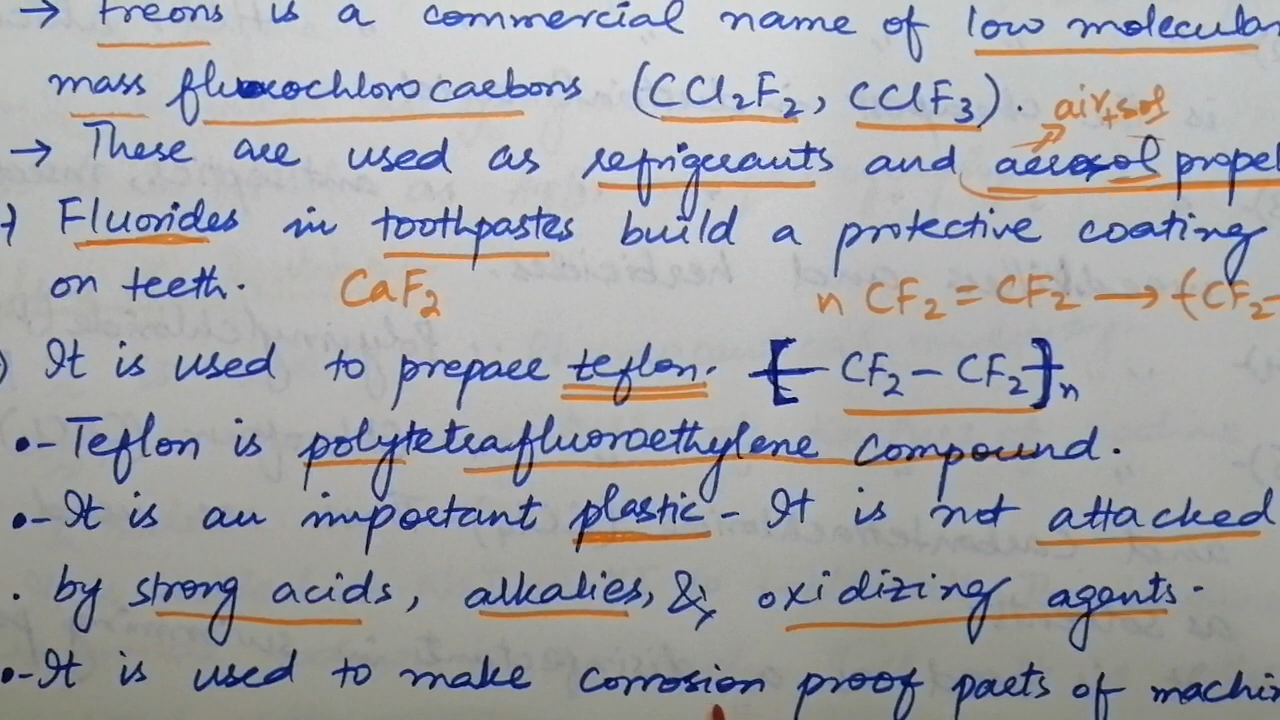 → Freons is a commercial name of low molecular
mass fluorochlorocarbons (CCl2F2, CClF3).
air+sol
→ These are used as refrigerants and aerosol propel
Fluorides in toothpastes build a protective coating
on teeth. CaF2 n CF2 = CF2 → (CF2-
It is used to prepare teflon. [-CF2-CF2]n
•- Teflon is polytetrafluoroethylene compound.
•- It is an important plastic - It is not attacked
. by strong acids, alkalies, & oxidizing agents.
•- It is used to make corrosion proof parts of machin